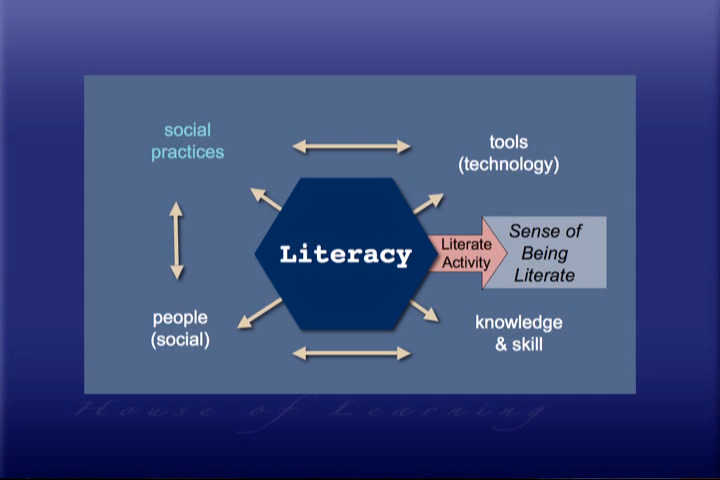 social
practices
tools
(technology)
Literacy
Literate
Activity
Sense of
Being
Literate
people
(social)
knowledge
& skill
House of Learning